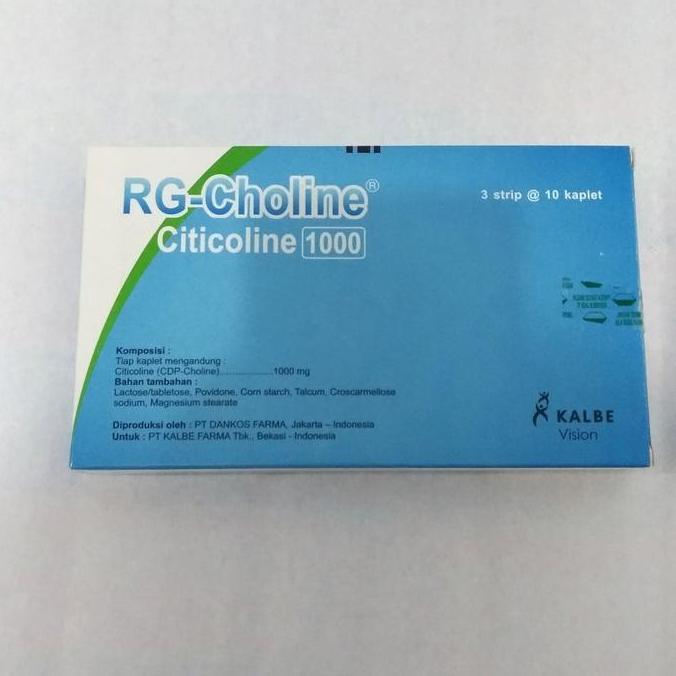 RG-Choline®
Citicoline 1000
3 strip @ 10 kaplet
Komposisi :
Tiap kaplet mengandung :
Citicoline (CDP-Choline)....................1000 mg
Bahan tambahan :
Lactose/tabletose, Povidone, Corn starch, Talcum, Croscarmellose
sodium, Magnesium stearate
Diproduksi oleh : PT DANKOS FARMA, Jakarta – Indonesia
Untuk : PT KALBE FARMA Tbk., Bekasi - Indonesia
KALBE
Vision